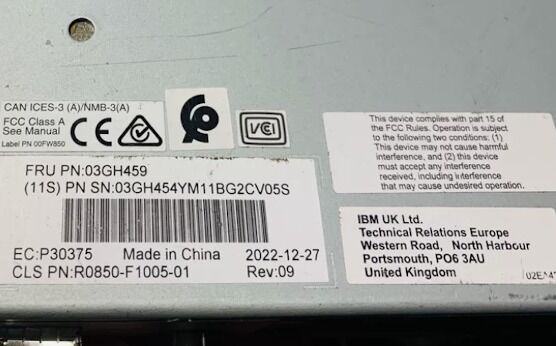 CAN ICES-3 (A)/NMB-3(A)
FCC Class A
See Manual
Label PN 00FW850
CE
VCI
This device complies with part 15 of
the FCC Rules. Operation is subject
to the following two conditions: (1)
This device may not cause harmful
interference, and (2) this device
must accept any interference
received, including interference
that may cause undesired operation.
FRU PN:03GH459
(11S) PN SN:03GH454YM11BG2CV05S
EC:P30375 Made in China 2022-12-27
CLS PN:R0850-F1005-01 Rev:09
IBM UK Ltd.
Technical Relations Europe
Western Road, North Harbour
Portsmouth, PO6 3AU
United Kingdom